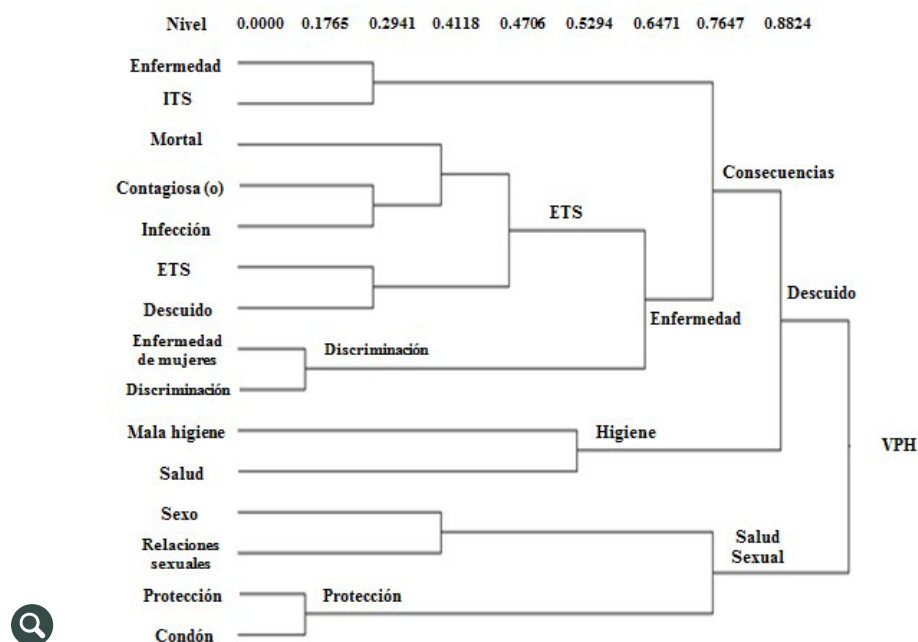 Nivel 0.0000 0.1765 0.2941 0.4118 0.4706 0.5294 0.6471 0.7647 0.8824
Enfermedad
ITS
Mortal
Consecuencias
Contagiosa (o)
ETS
Infección
ETS
Descuido
Descuido
Enfermedad
Enfermedad
de mujeres
Discriminación
Discriminación
Mala higiene
Higiene
VPH
Salud
Sexo
Relaciones
sexuales
Salud
Sexual
Protección
Protección
Condón